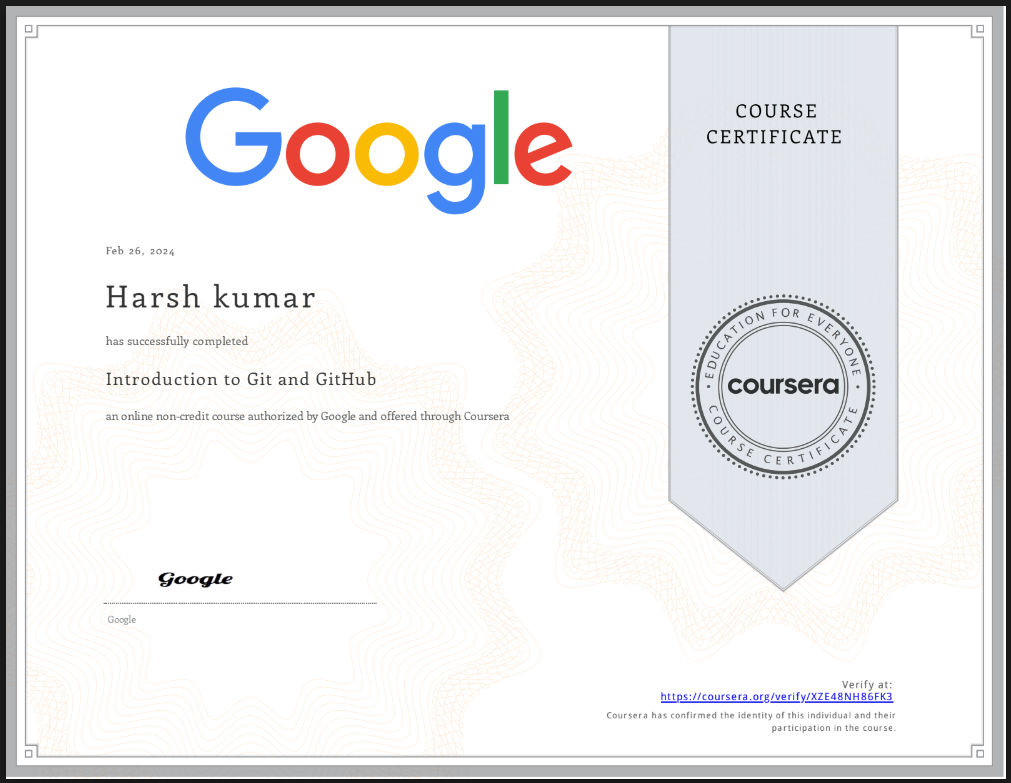 Google
COURSE
CERTIFICATE
Feb 26, 2024
Harsh kumar
has successfully completed
Introduction to Git and GitHub
an online non-credit course authorized by Google and offered through Coursera
EDUCATION FOR EVERYONE
coursera
COURSE CERTIFICATE
Google
Google
Verify at:
https://coursera.org/verify/XZE48NH86FK3
Coursera has confirmed the identity of this individual and their
participation in the course.